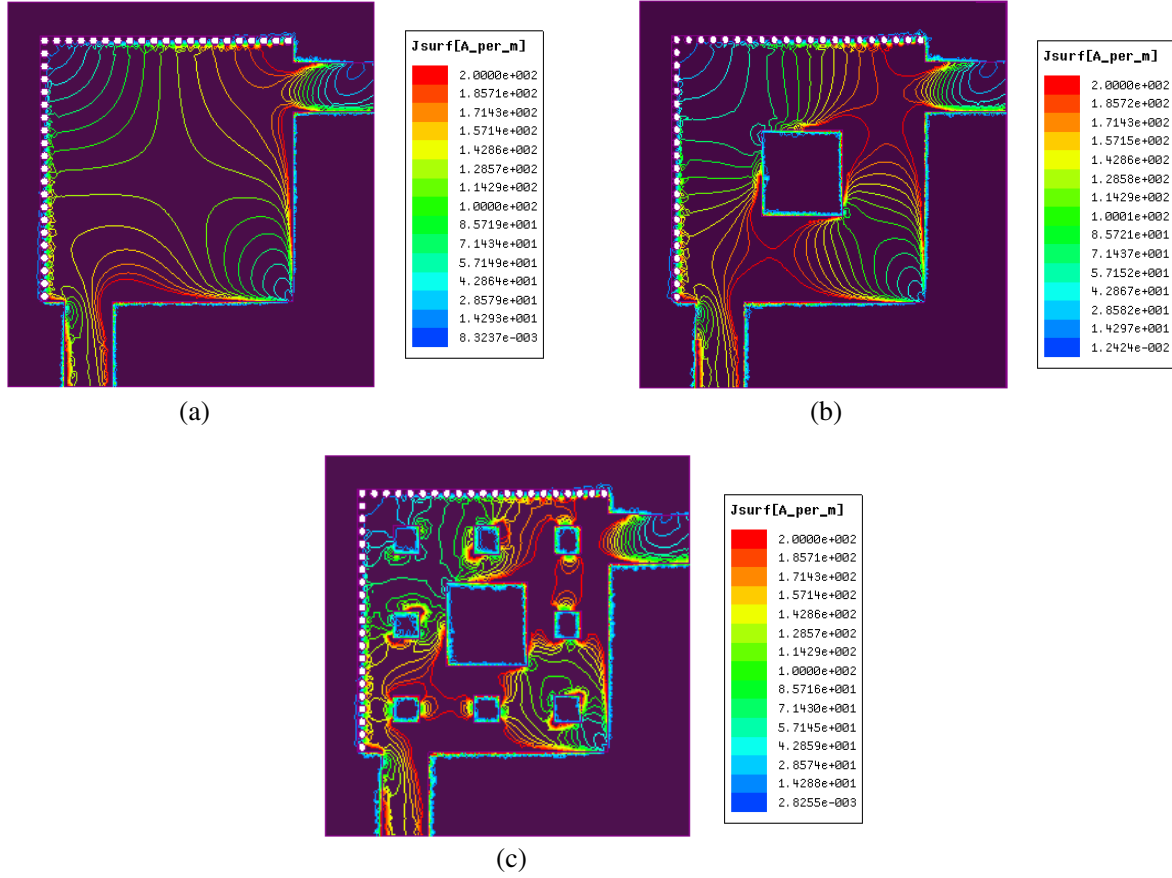 Jsurf[A_per_m]
2.0000e+002
1.8571e+002
1.7143e+002
1.5714e+002
1.4286e+002
1.2857e+002
1.1429e+002
1.0000e+002
8.5719e+001
7.1434e+001
5.7149e+001
4.2864e+001
2.8579e+001
1.4293e+001
8.3237e-003
(a)
Jsurf[A_per_m]
2.0000e+002
1.8572e+002
1.7143e+002
1.5715e+002
1.4286e+002
1.2858e+002
1.1429e+002
1.0001e+002
8.5721e+001
7.1437e+001
5.7152e+001
4.2867e+001
2.8582e+001
1.4297e+001
1.2424e-002
(b)
Jsurf[A_per_m]
2.0000e+002
1.8571e+002
1.7143e+002
1.5714e+002
1.4286e+002
1.2857e+002
1.1429e+002
1.0000e+002
8.5716e+001
7.1430e+001
5.7145e+001
4.2859e+001
2.8574e+001
1.4288e+001
2.8255e-003
(c)